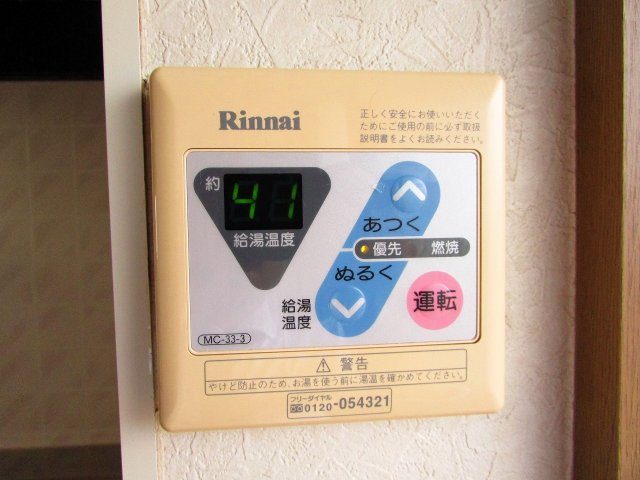 Rinnai
正しく安全にお使いいただく
ためにご使用の前に必ず取扱
説明書をよくお読みください。
約 41
給湯温度
あつく
優先 燃焼
ぬるく
給湯
温度
運転
MC-33-3
警告
やけど防止のため、お湯を使う前に湯温を確かめてください。
フリーダイヤル
0120-054321